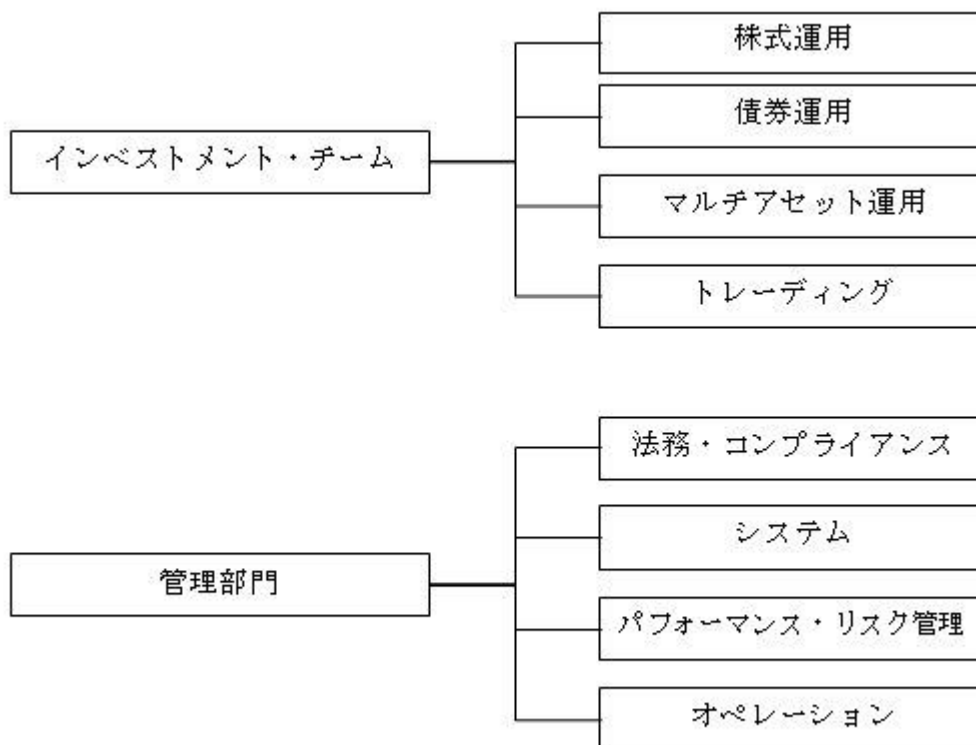 インベストメント・チーム
株式運用
債券運用
マルチアセット運用
トレーディング
管理部門
法務・コンプライアンス
システム
パフォーマンス・リスク管理
オペレーション